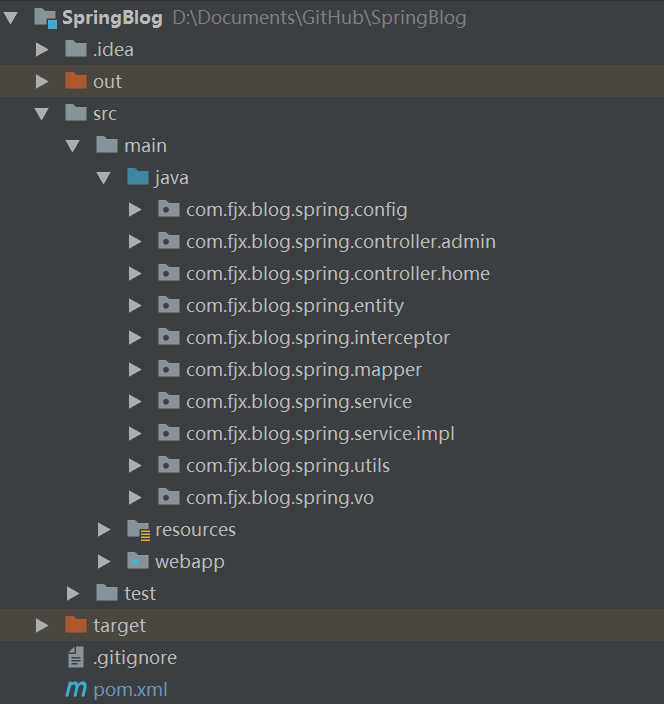 SpringBlog D:\Documents\GitHub\SpringBlog
.idea
out
src
main
java
com.fjx.blog.spring.config
com.fjx.blog.spring.controller.admin
com.fjx.blog.spring.controller.home
com.fjx.blog.spring.entity
com.fjx.blog.spring.interceptor
com.fjx.blog.spring.mapper
com.fjx.blog.spring.service
com.fjx.blog.spring.service.impl
com.fjx.blog.spring.utils
com.fjx.blog.spring.vo
resources
webapp
test
target
.gitignore
m pom.xml